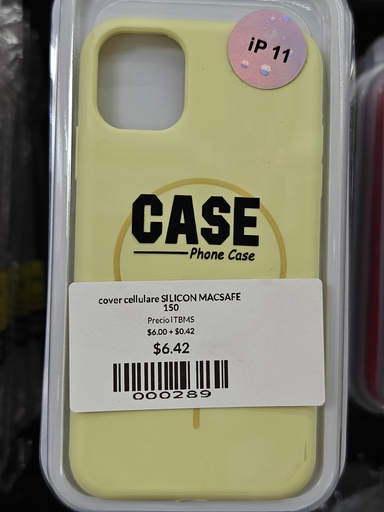 iP 11
CASE
Phone Case
cover cellulare SILICON MACSAFE
150
Precio ITBMS
$6.00 + $0.42
$6.42
000289